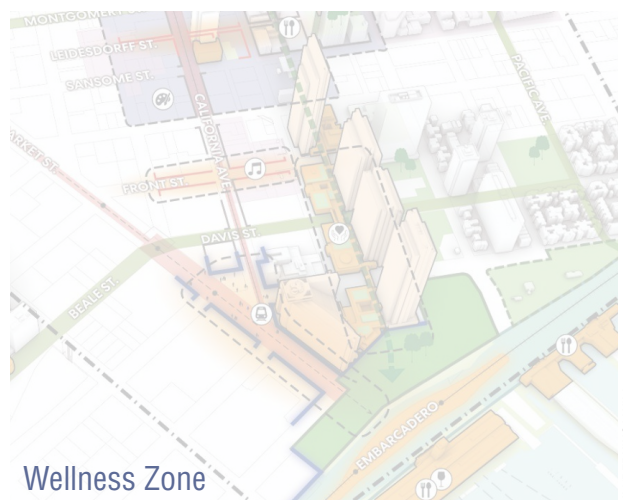 MONTGOMERY ST.
LEIDESDORFF ST.
SANSOME ST.
PACIFIC AVE
CALIFORNIA AVE
MARKET ST.
FRONT ST.
DAVIS ST.
BEALE ST.
EMBARCADERO
Wellness Zone